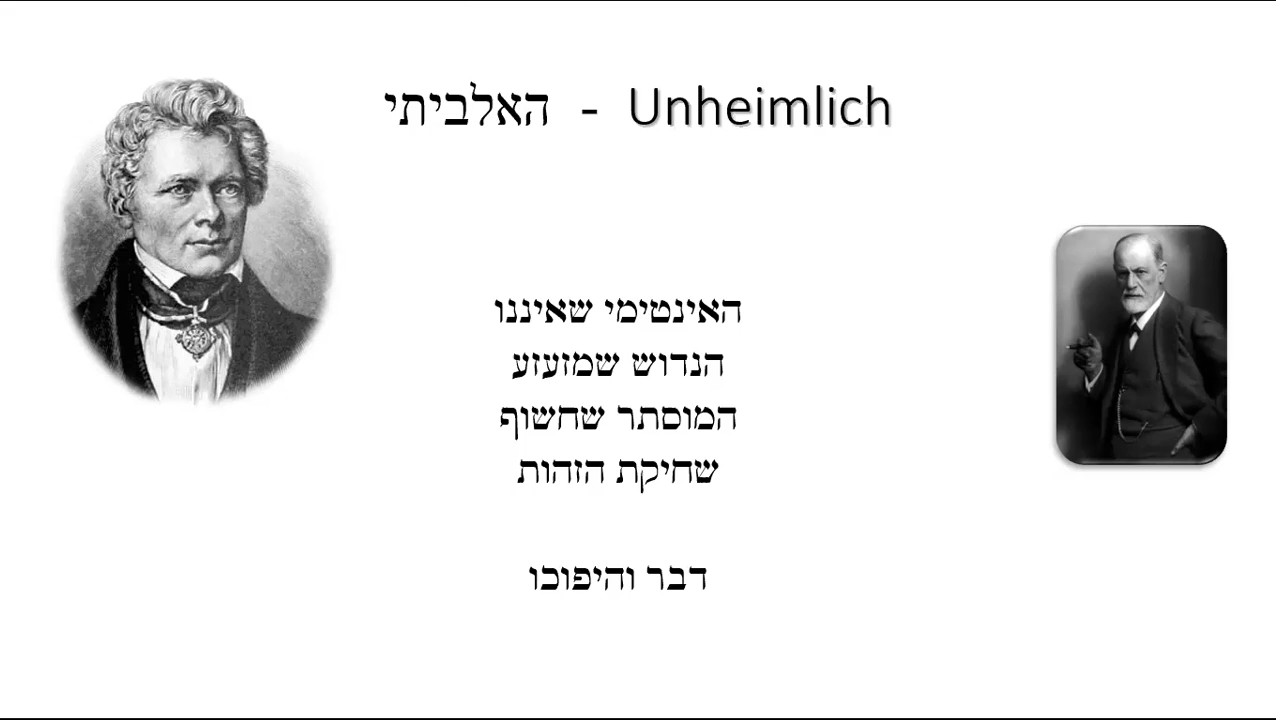 האלביתי - Unheimlich
האינטימי שאיננו
הנדוש שמזעזע
המוסתר שחשוף
שחיקת הזהות
דבר והיפוכו